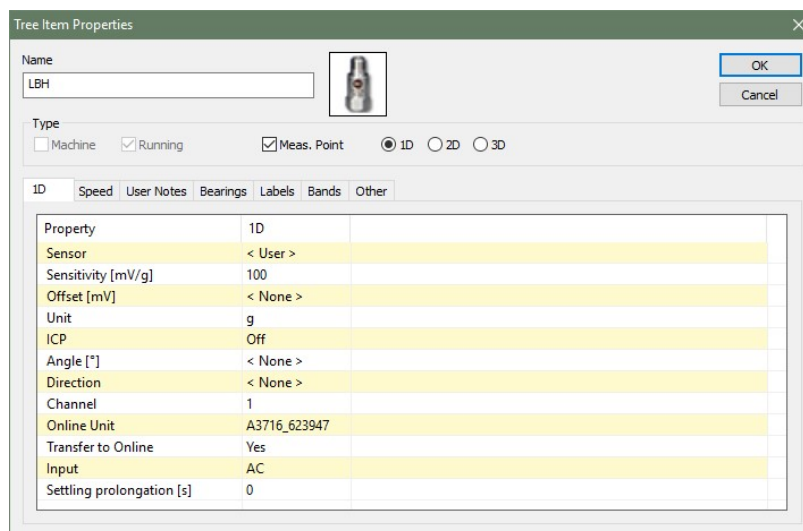 Tree Item Properties
Name
LBH
OK
Cancel
Type
Machine Running Meas. Point 1D 2D 3D
1D Speed User Notes Bearings Labels Bands Other
Property 1D
Sensor < User >
Sensitivity [mV/g] 100
Offset [mV] < None >
Unit g
ICP Off
Angle [°] < None >
Direction < None >
Channel 1
Online Unit A3716_623947
Transfer to Online Yes
Input AC
Settling prolongation [s] 0